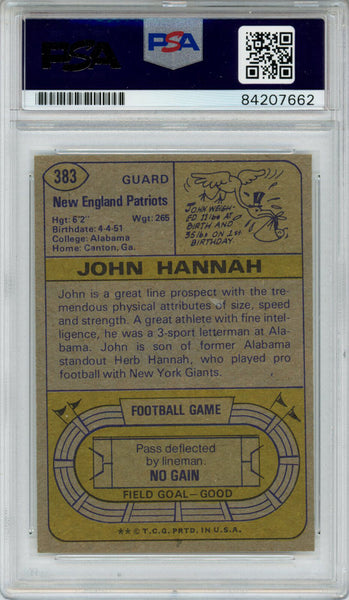 PSA
PSA
PSA
84207662
383
GUARD
New England Patriots
Hgt: 6'2" Wgt: 265
Birthdate: 4-4-51
College: Alabama
Home: Canton, Ga.
JOHN WEIGH-
ED 11 lbs AT
BIRTH AND
35 lbs ON 1ST
BIRTHDAY.
JOHN HANNAH
John is a great line prospect with the tre-
mendous physical attributes of size, speed
and strength. A great athlete with fine intel-
ligence, he was a 3-sport letterman at Ala-
bama. John is son of former Alabama
standout Herb Hannah, who played pro
football with New York Giants.
FOOTBALL GAME
Pass deflected
by lineman.
NO GAIN
FIELD GOAL—GOOD
★★ © T.C.G. PRTD. IN U.S.A.